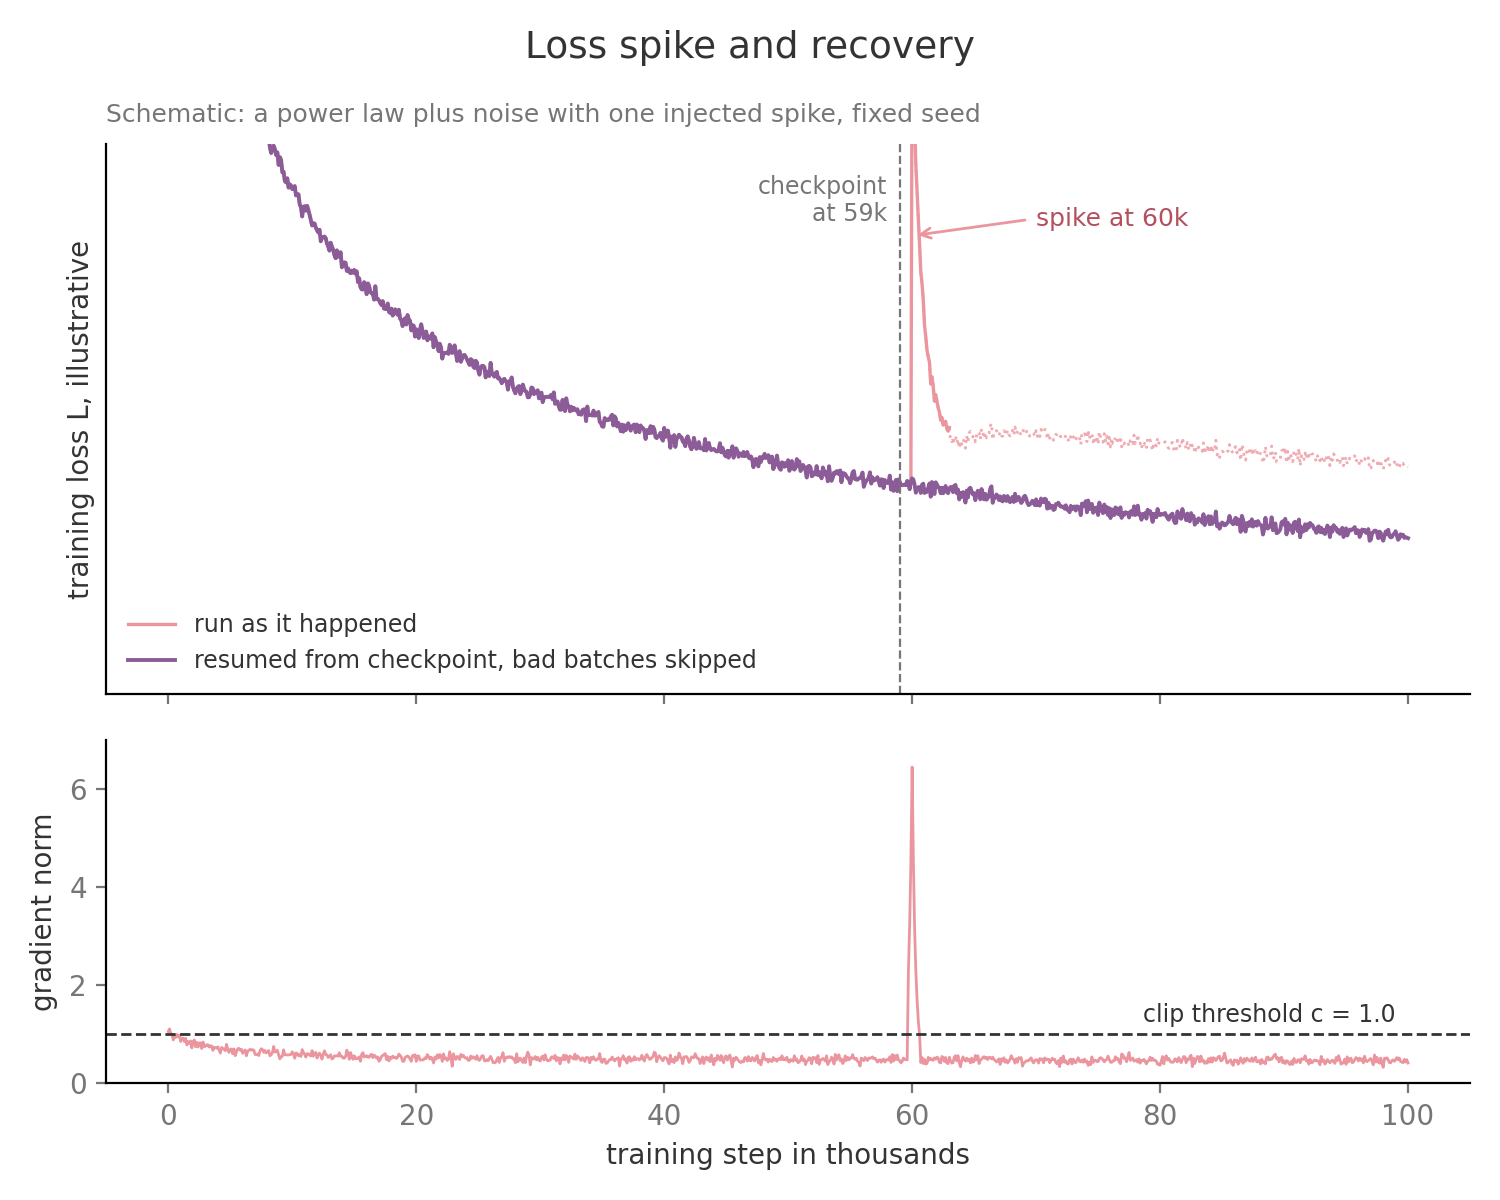 Loss spike and recovery
Schematic: a power law plus noise with one injected spike, fixed seed
training loss L, illustrative
checkpoint
at 59k
spike at 60k
run as it happened
resumed from checkpoint, bad batches skipped
gradient norm
6
4
2
0
clip threshold c = 1.0
0 20 40 60 80 100
training step in thousands